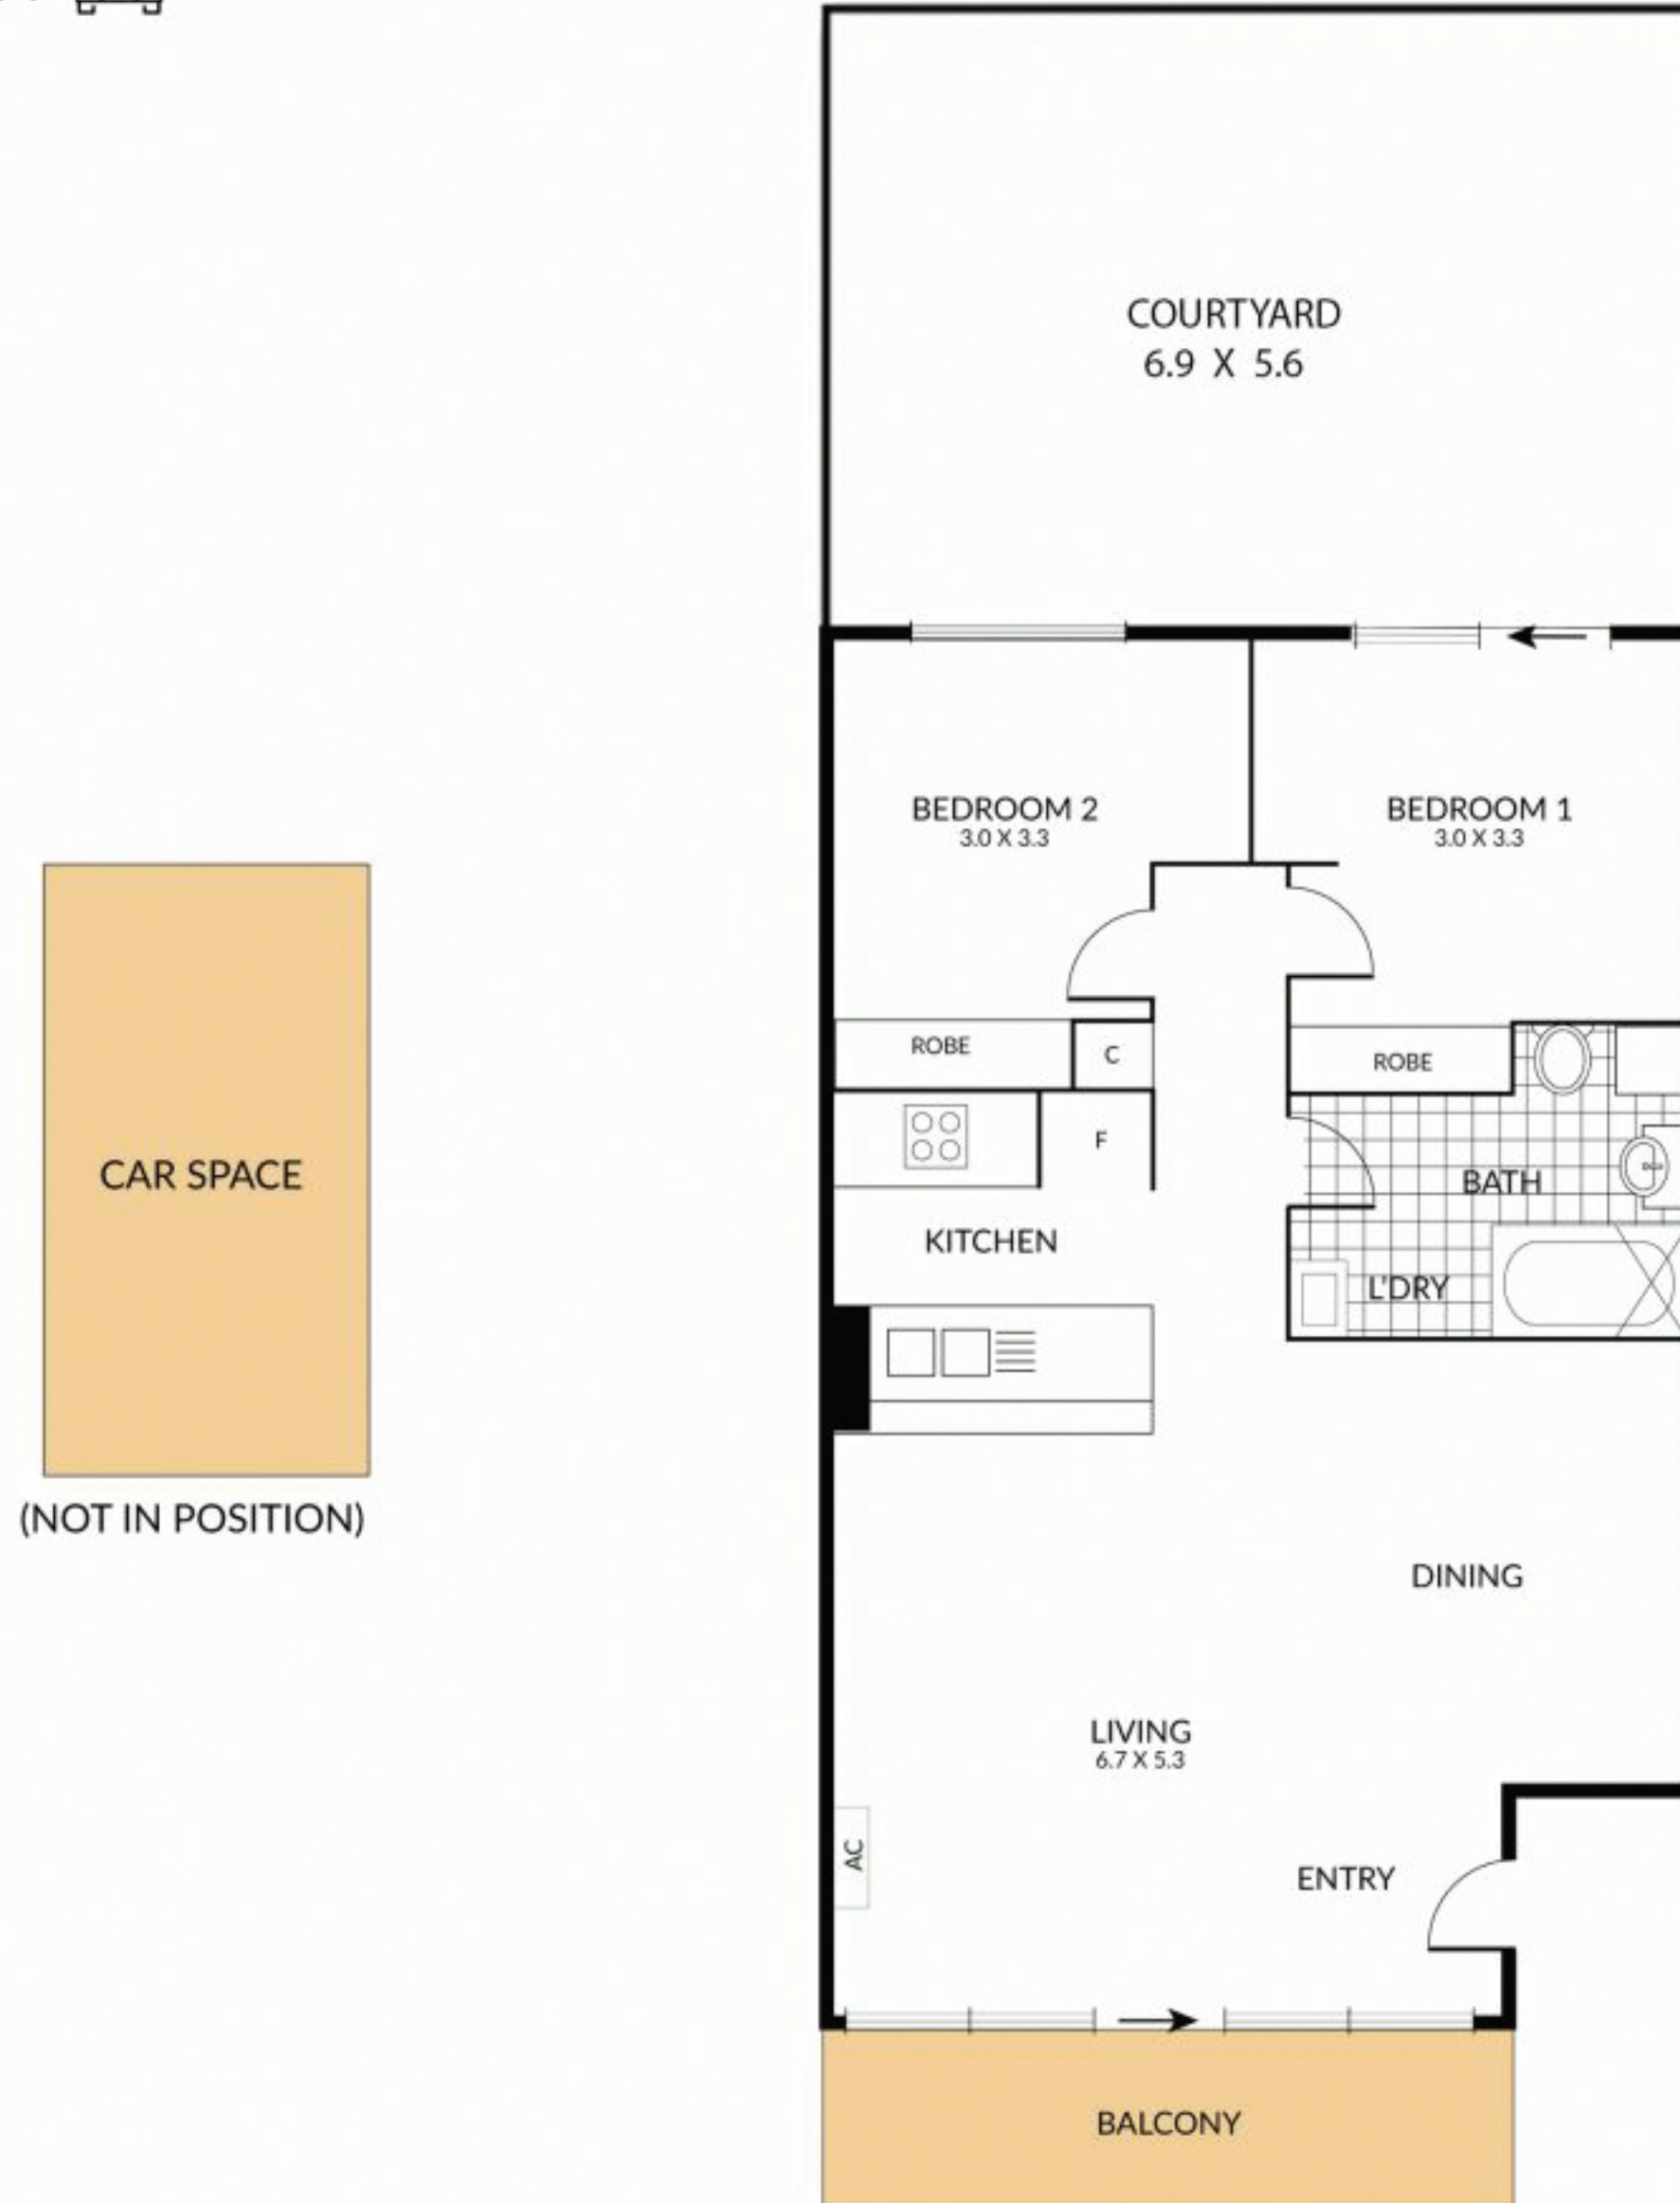 COURTYARD
6.9 X 5.6
BEDROOM 2
3.0 X 3.3
BEDROOM 1
3.0 X 3.3
ROBE
C
ROBE
F
CAR SPACE
BATH
KITCHEN
L'DRY
(NOT IN POSITION)
DINING
LIVING
6.7 X 5.3
AC
ENTRY
BALCONY